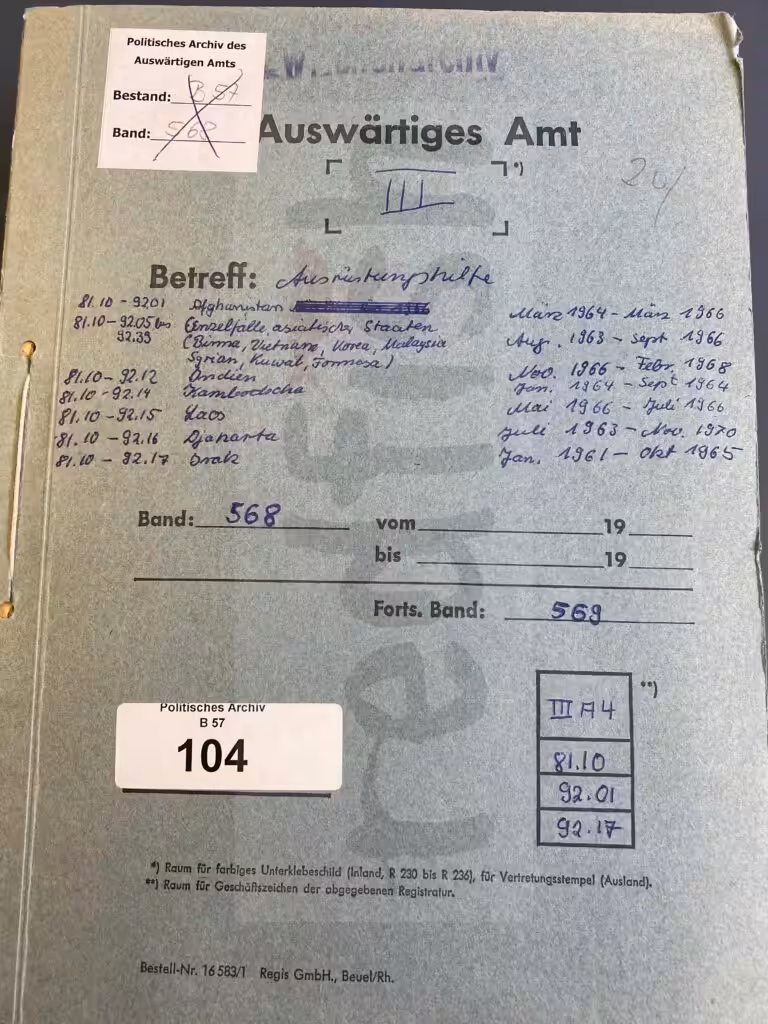 Politisches Archiv des
Auswärtigen Amts
Bestand: B 57
Band: 568
Auswärtiges Amt
III
*)
20/
Betreff: Ausrüstungshilfe
81.10 - 9201 Afghanistan März 1964 - März 1966
81.10 - 92.05 bis Einzelfälle asiatischer Staaten Aug. 1963 - Sept 1966
92.39 (Birma, Vietnam, Korea, Malaysia
Syrien, Kuwait, Formosa)
81.10 - 92.12 Indien Nov. 1966 - Febr. 1968
81.10 - 92.14 Kambodscha Jan. 1964 - Sept 1964
81.10 - 92.15 Laos Mai 1966 - Juli 1966
81.10 - 92.16 Djakarta Juli 1963 - Nov. 1970
81.10 - 92.17 Irak Jan. 1961 - Okt 1965
Band: 568 vom 19
bis 19
Forts. Band: 569
III A 4
**)
81.10
92.01
92.17
Politisches Archiv
B 57
104
*) Raum für farbiges Unterklebeschild (Inland, R 230 bis R 236), für Vertretungsstempel (Ausland).
**) Raum für Geschäftszeichen der abgegebenen Registratur.
Bestell-Nr. 16 583/1 Regis GmbH., Beuel/Rh.